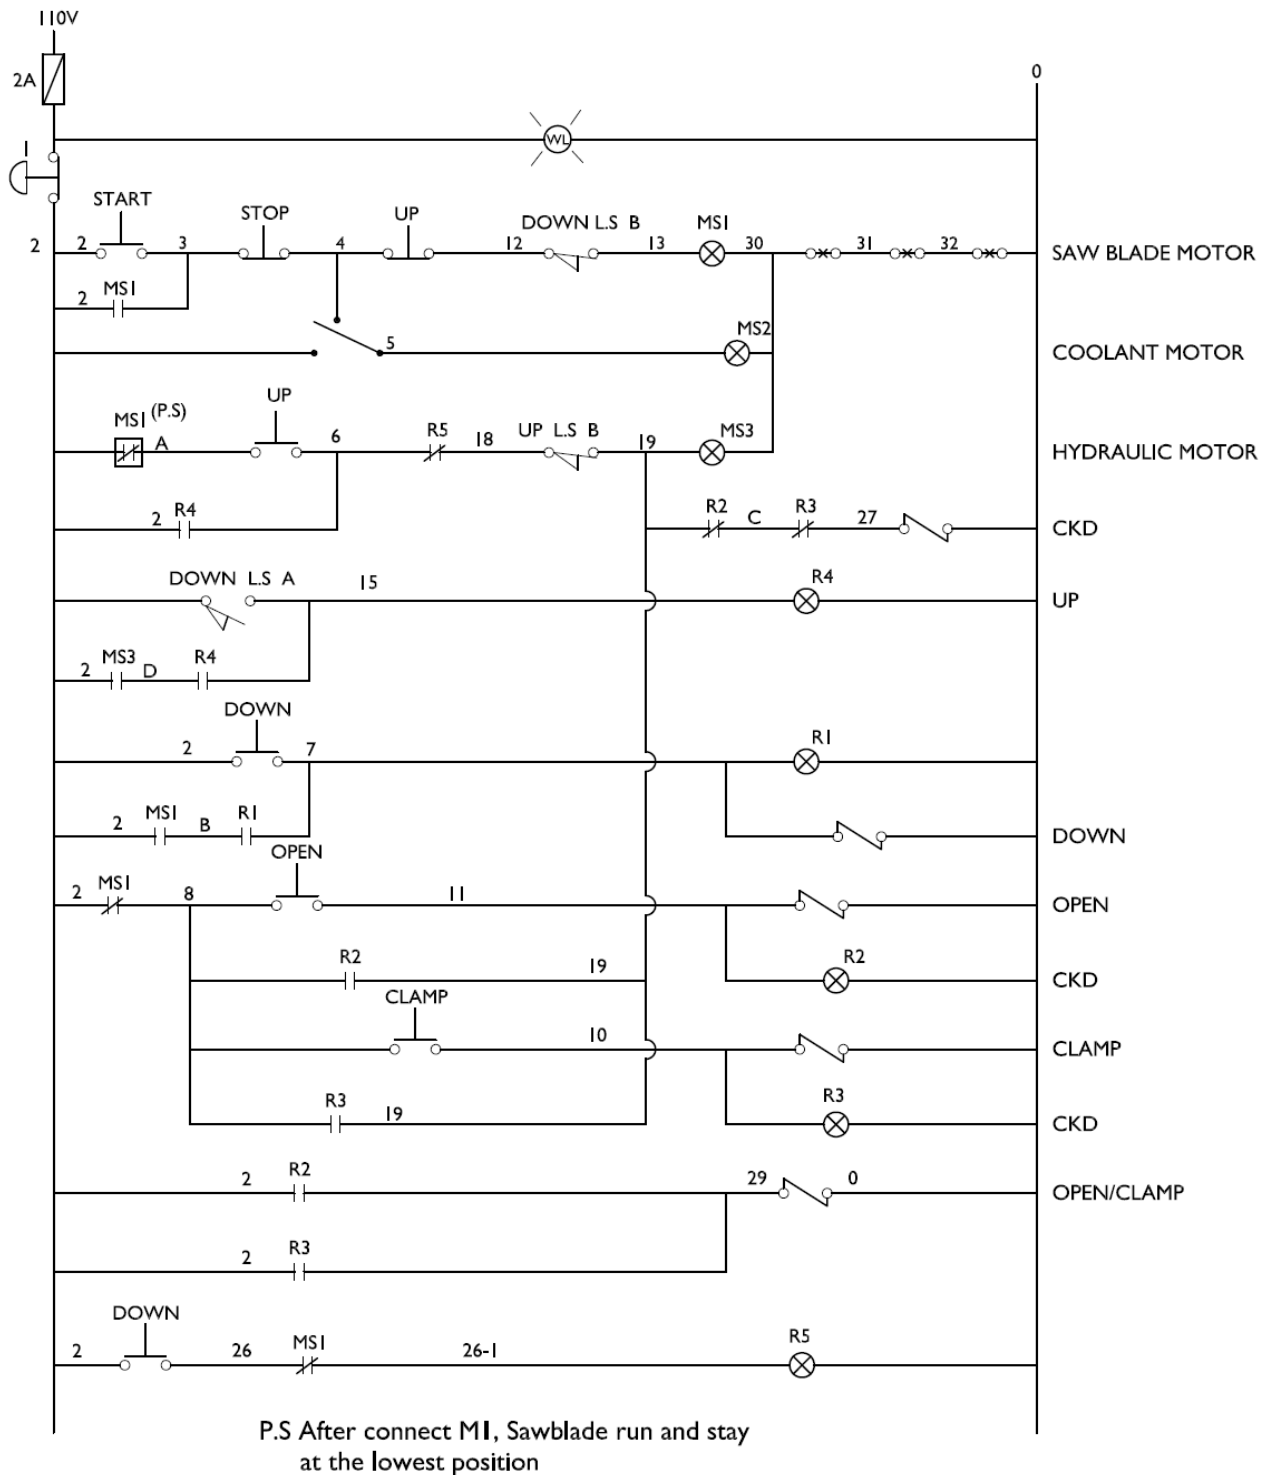 110V
2A
0
WL
1
START
STOP
UP
DOWN L.S B
MS1
2
2
3
4
12
13
30
31
32
SAW BLADE MOTOR
2
MS1
5
MS2
COOLANT MOTOR
MS1 (P.S)
A
UP
6
R5
18
UP L.S B
19
MS3
HYDRAULIC MOTOR
2
R4
R2
C
R3
27
CKD
DOWN L.S A
15
R4
UP
2
MS3
D
R4
DOWN
2
7
R1
2
MS1
B
R1
DOWN
OPEN
2
MS1
8
11
OPEN
R2
19
R2
CKD
CLAMP
10
CLAMP
R3
19
R3
CKD
2
R2
29
0
OPEN/CLAMP
2
R3
DOWN
2
26
MS1
26-1
R5
P.S After connect M1, Sawblade run and stay
at the lowest position